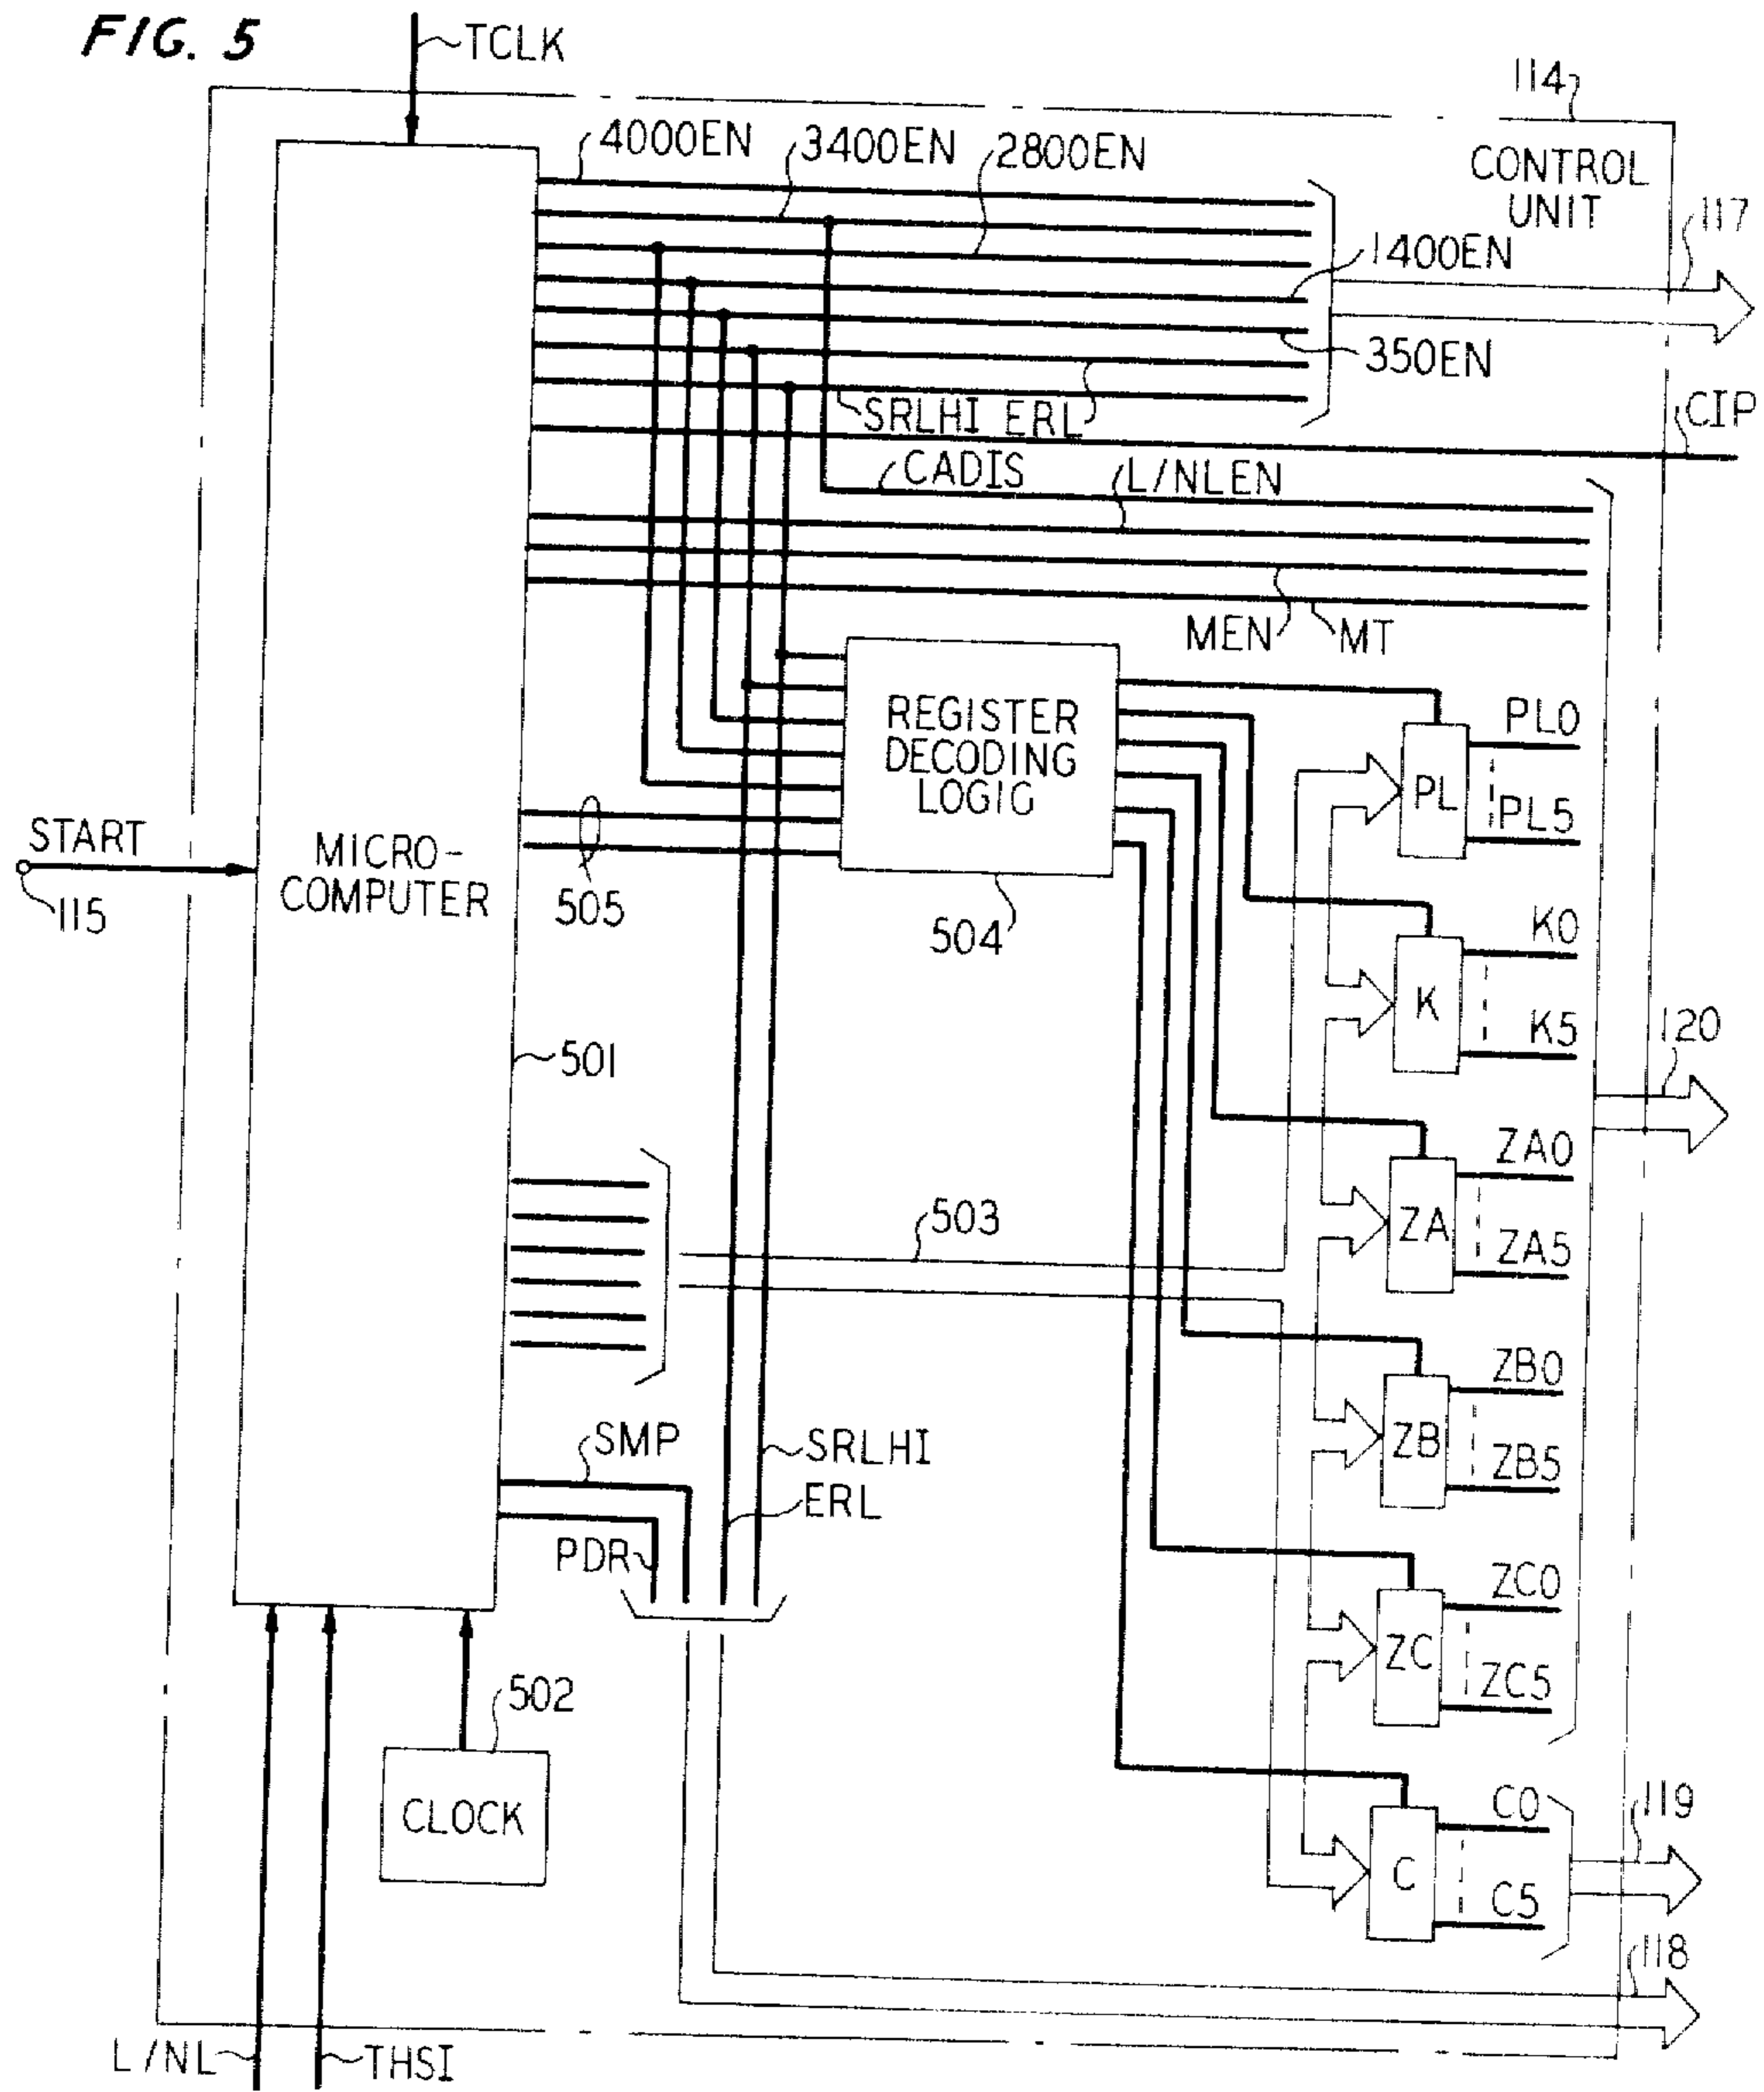 FIG. 5
TCLK
114
4000EN
3400EN
2800EN
CONTROL
UNIT
117
1400EN
350EN
SRLHI
ERL
CIP
CADIS
L/NLEN
MEN
MT
REGISTER
DECODING
LOGIG
PL0
PL
PL5
START
115
MICRO-
COMPUTER
505
504
K0
K
K5
120
501
ZA0
ZA
ZA5
503
ZB0
ZB
ZB5
SMP
SRLHI
ERL
PDR
ZC0
ZC
ZC5
502
CLOCK
C0
C
C5
119
118
L/NL
THSI